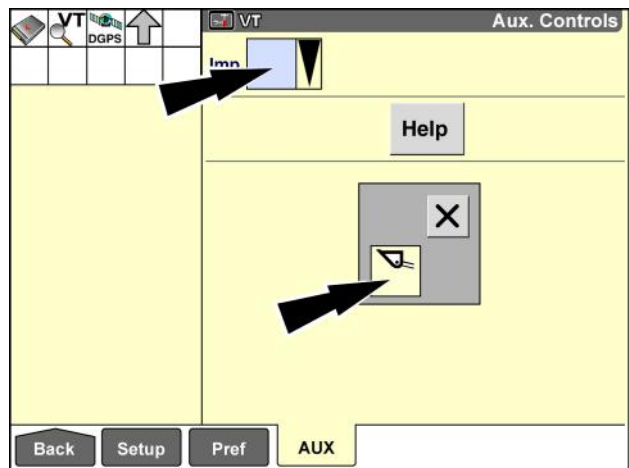 VT
DGPS
VT
Aux. Controls
Imp
Help
X
Back
Setup
Pref
AUX